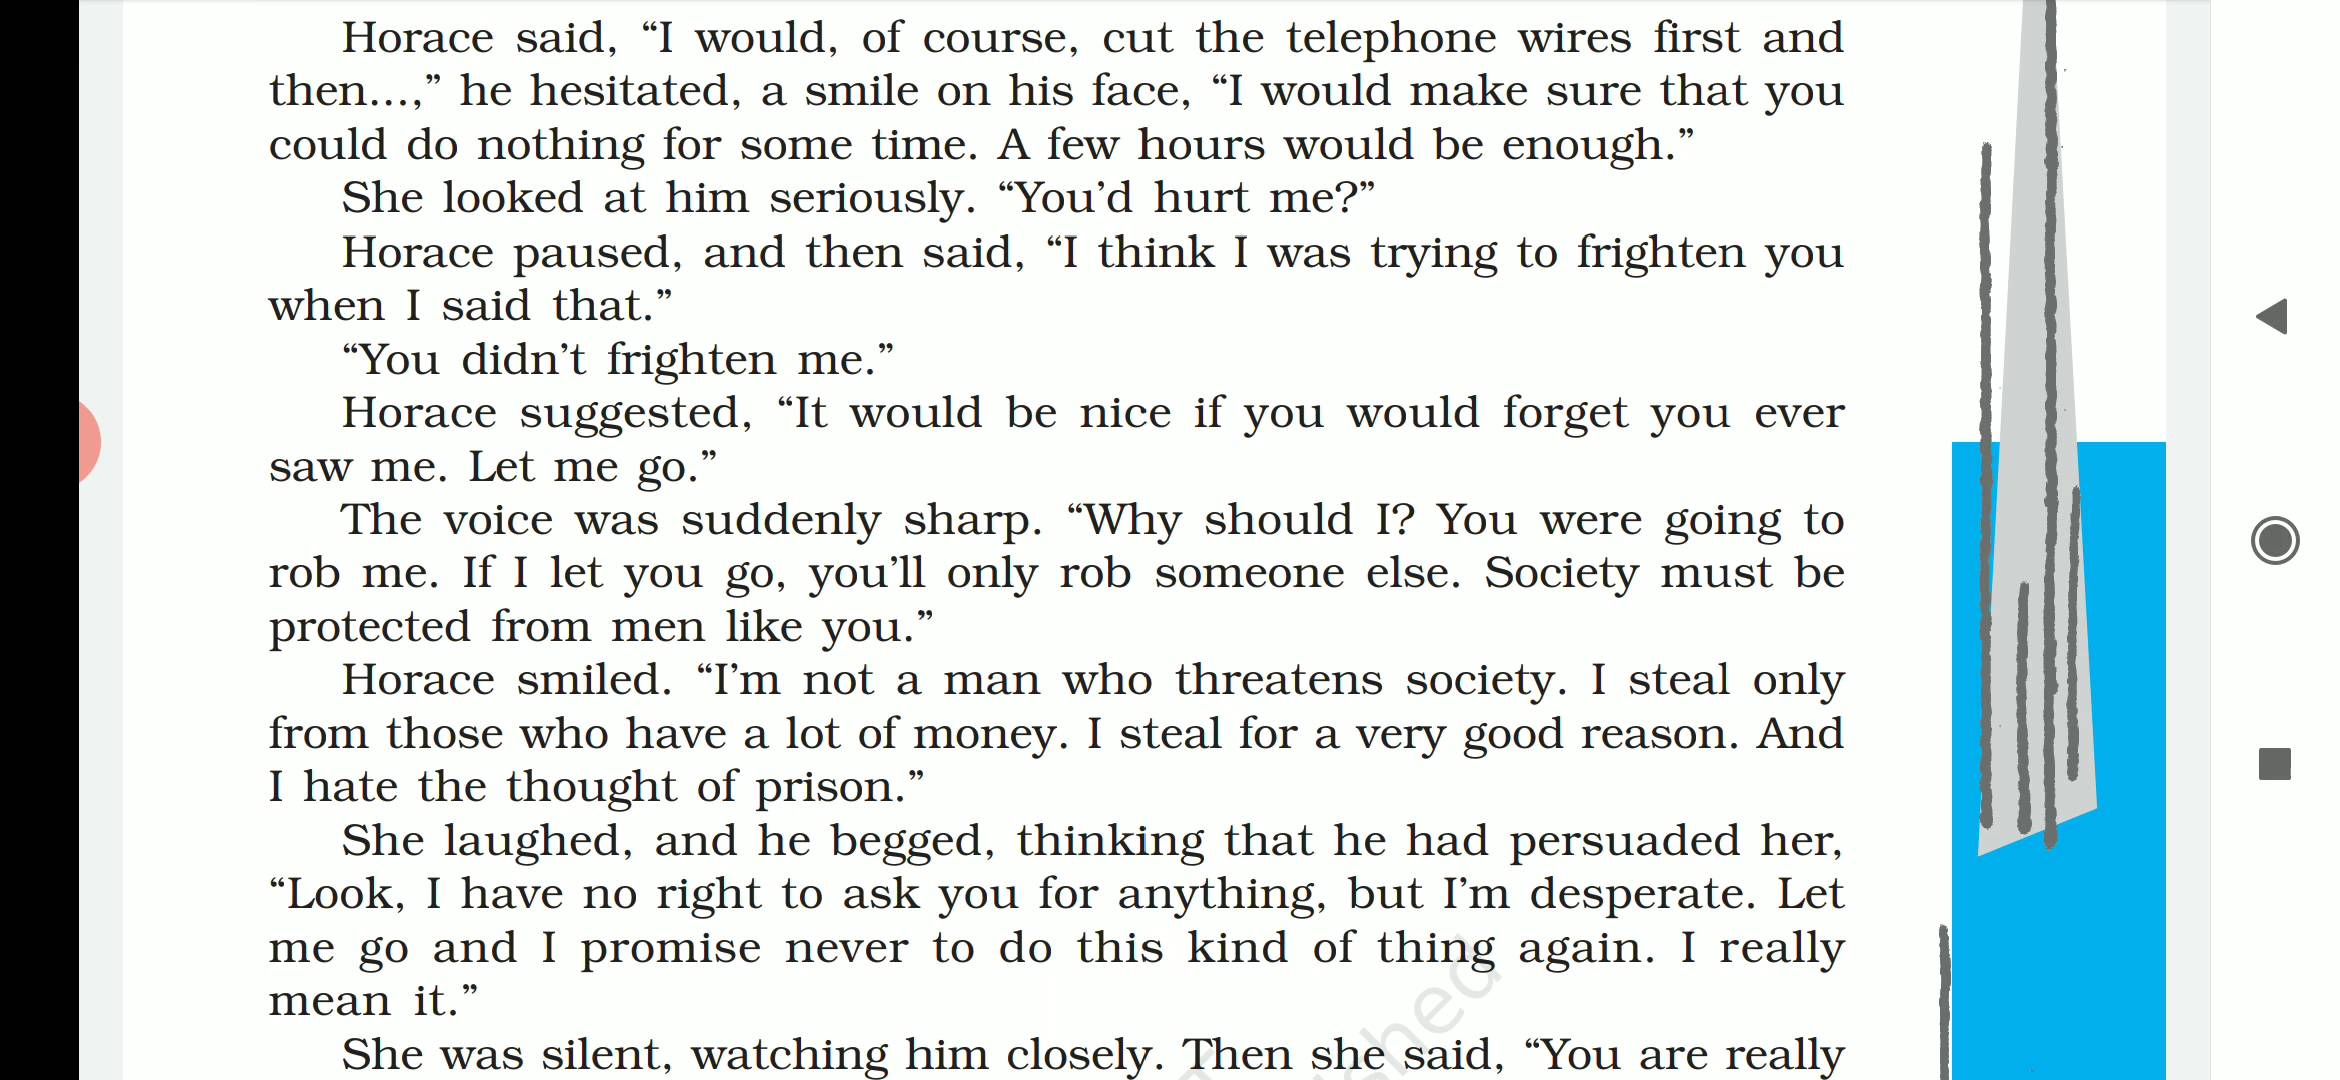 Horace said, “I would, of course, cut the telephone wires first and
then...,” he hesitated, a smile on his face, “I would make sure that you
could do nothing for some time. A few hours would be enough.”
She looked at him seriously. “You’d hurt me?”
Horace paused, and then said, “I think I was trying to frighten you
when I said that.”
“You didn’t frighten me.”
Horace suggested, “It would be nice if you would forget you ever
saw me. Let me go.”
The voice was suddenly sharp. “Why should I? You were going to
rob me. If I let you go, you’ll only rob someone else. Society must be
protected from men like you.”
Horace smiled. “I’m not a man who threatens society. I steal only
from those who have a lot of money. I steal for a very good reason. And
I hate the thought of prison.”
She laughed, and he begged, thinking that he had persuaded her,
“Look, I have no right to ask you for anything, but I’m desperate. Let
me go and I promise never to do this kind of thing again. I really
mean it.”
She was silent, watching him closely. Then she said, “You are really